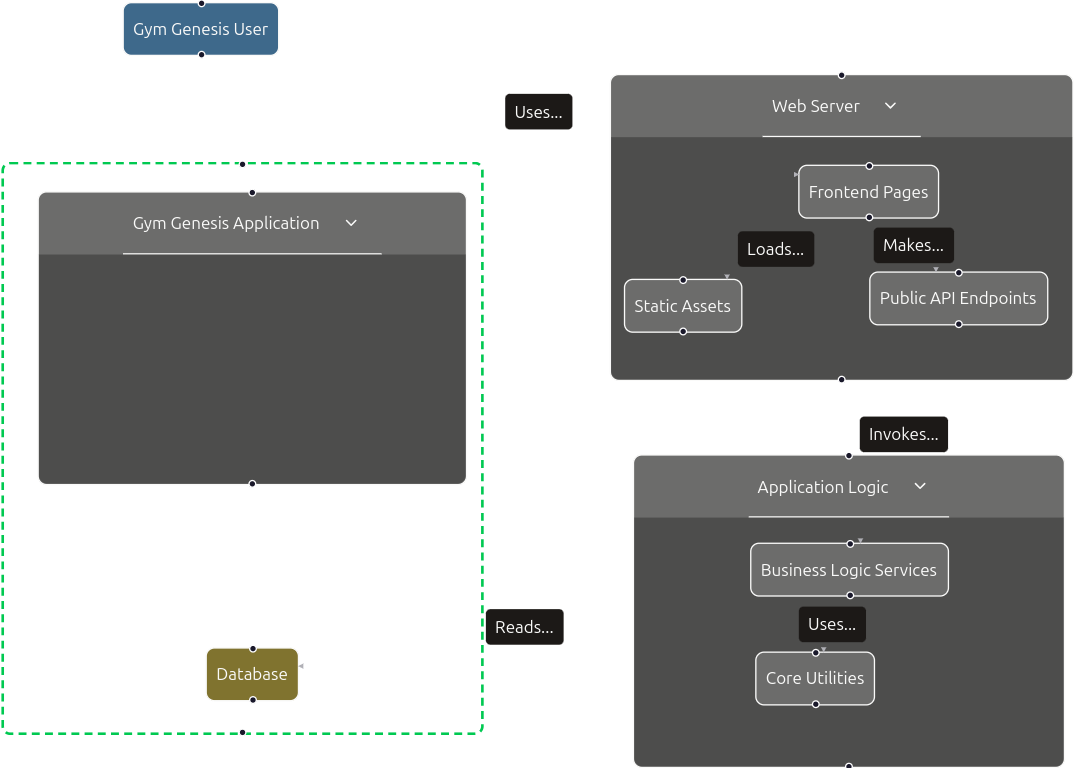 Gym Genesis User
Uses...
Web Server
Frontend Pages
Loads...
Makes...
Static Assets
Public API Endpoints
Gym Genesis Application
Invokes...
Application Logic
Business Logic Services
Uses...
Core Utilities
Reads...
Database